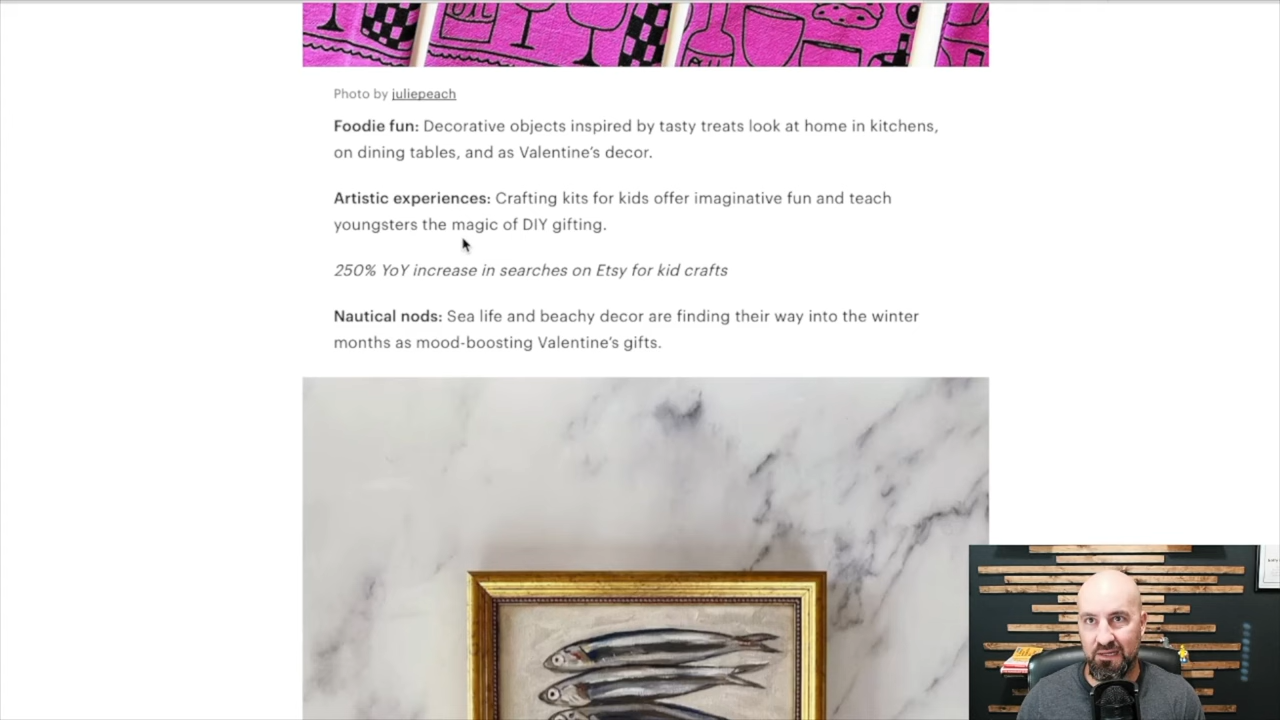 Photo by juliepeach
Foodie fun: Decorative objects inspired by tasty treats look at home in kitchens,
on dining tables, and as Valentine’s decor.
Artistic experiences: Crafting kits for kids offer imaginative fun and teach
youngsters the magic of DIY gifting.
250% YoY increase in searches on Etsy for kid crafts
Nautical nods: Sea life and beachy decor are finding their way into the winter
months as mood-boosting Valentine’s gifts.